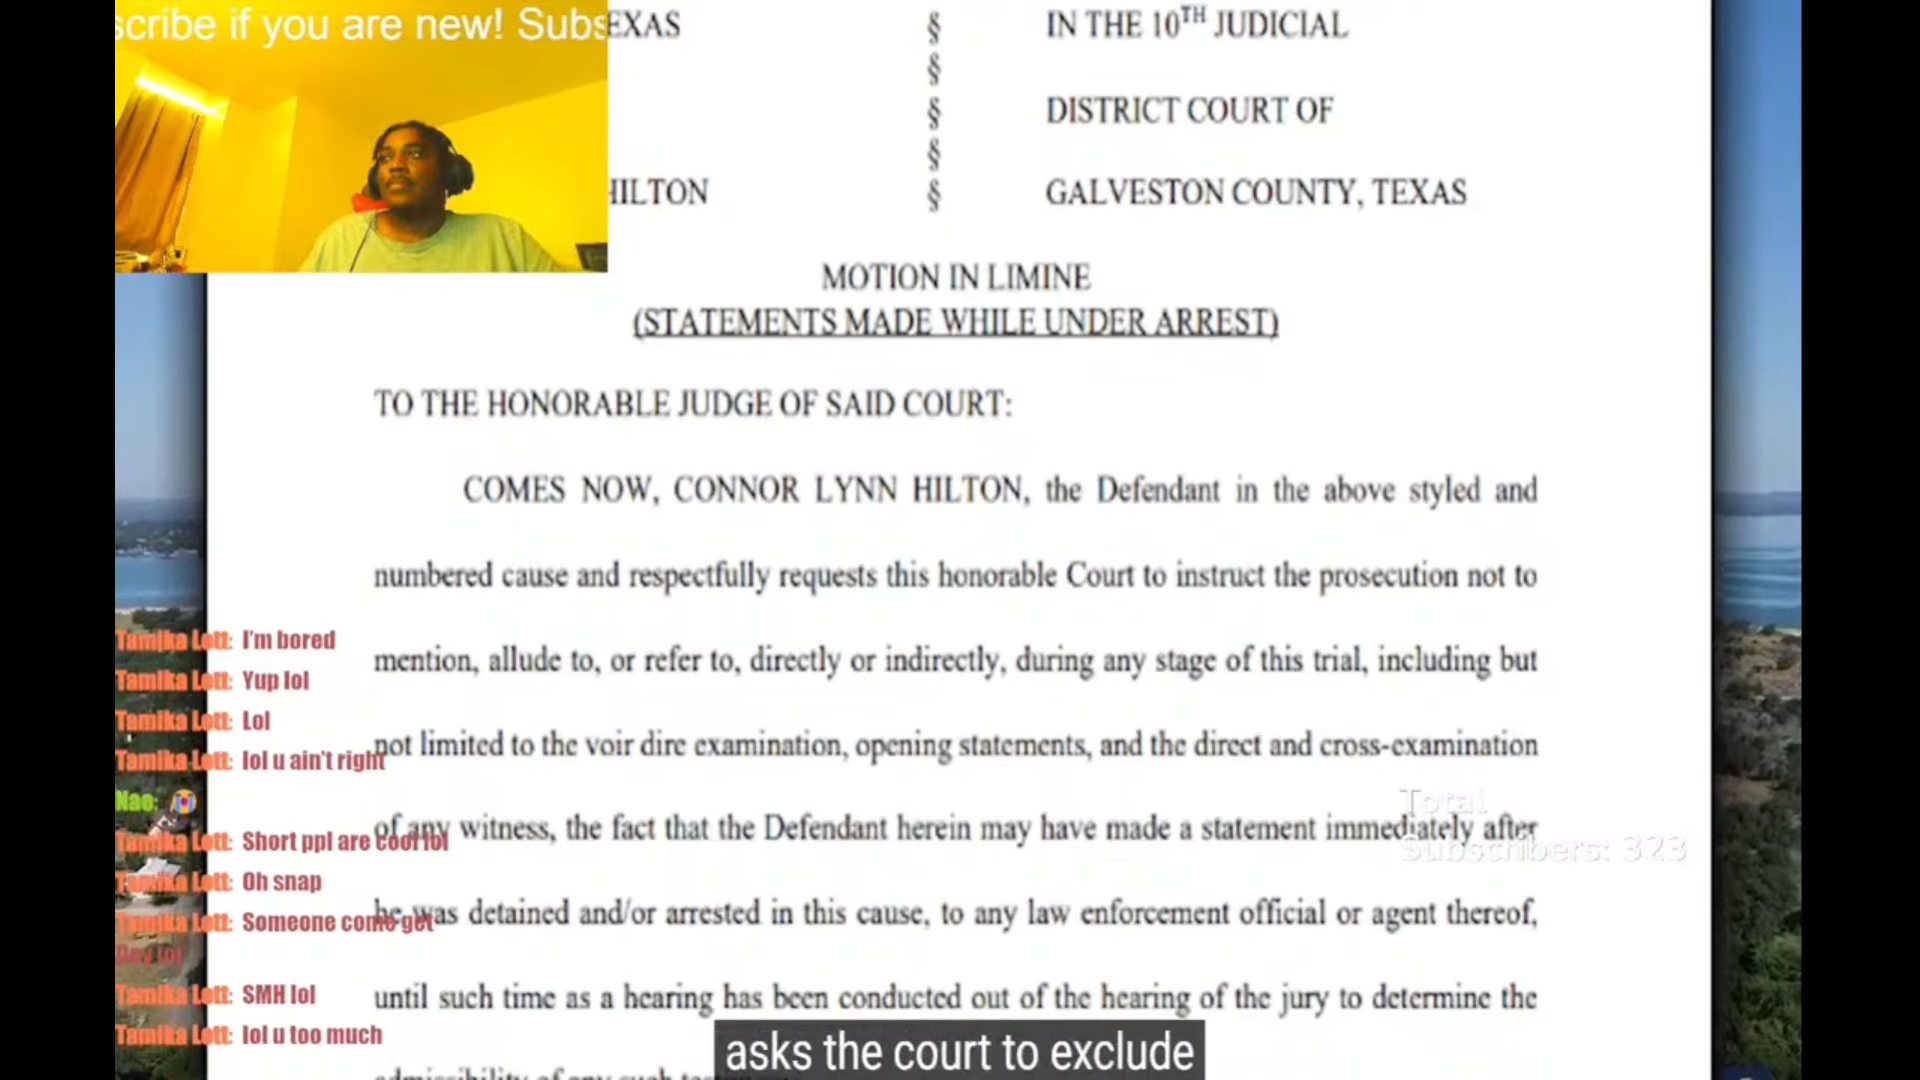 scribe if you are new! Subs
EXAS § IN THE 10TH JUDICIAL
§
§ DISTRICT COURT OF
§
HILTON § GALVESTON COUNTY, TEXAS
MOTION IN LIMINE
(STATEMENTS MADE WHILE UNDER ARREST)
TO THE HONORABLE JUDGE OF SAID COURT:
COMES NOW, CONNOR LYNN HILTON, the Defendant in the above styled and
numbered cause and respectfully requests this honorable Court to instruct the prosecution not to
mention, allude to, or refer to, directly or indirectly, during any stage of this trial, including but
not limited to the voir dire examination, opening statements, and the direct and cross-examination
of any witness, the fact that the Defendant herein may have made a statement immediately after
he was detained and/or arrested in this cause, to any law enforcement official or agent thereof,
until such time as a hearing has been conducted out of the hearing of the jury to determine the
admissibility of any such
Tamika Lott: I'm bored
Tamika Lott: Yup lol
Tamika Lott: Lol
Tamika Lott: lol u ain't right
Nae: 😭
Tamika Lott: Short ppl are cool lol
Tamika Lott: Oh snap
Tamika Lott: Someone come get
lol
Tamika Lott: SMH lol
Tamika Lott: lol u too much
Total
Subscribers: 323
asks the court to exclude